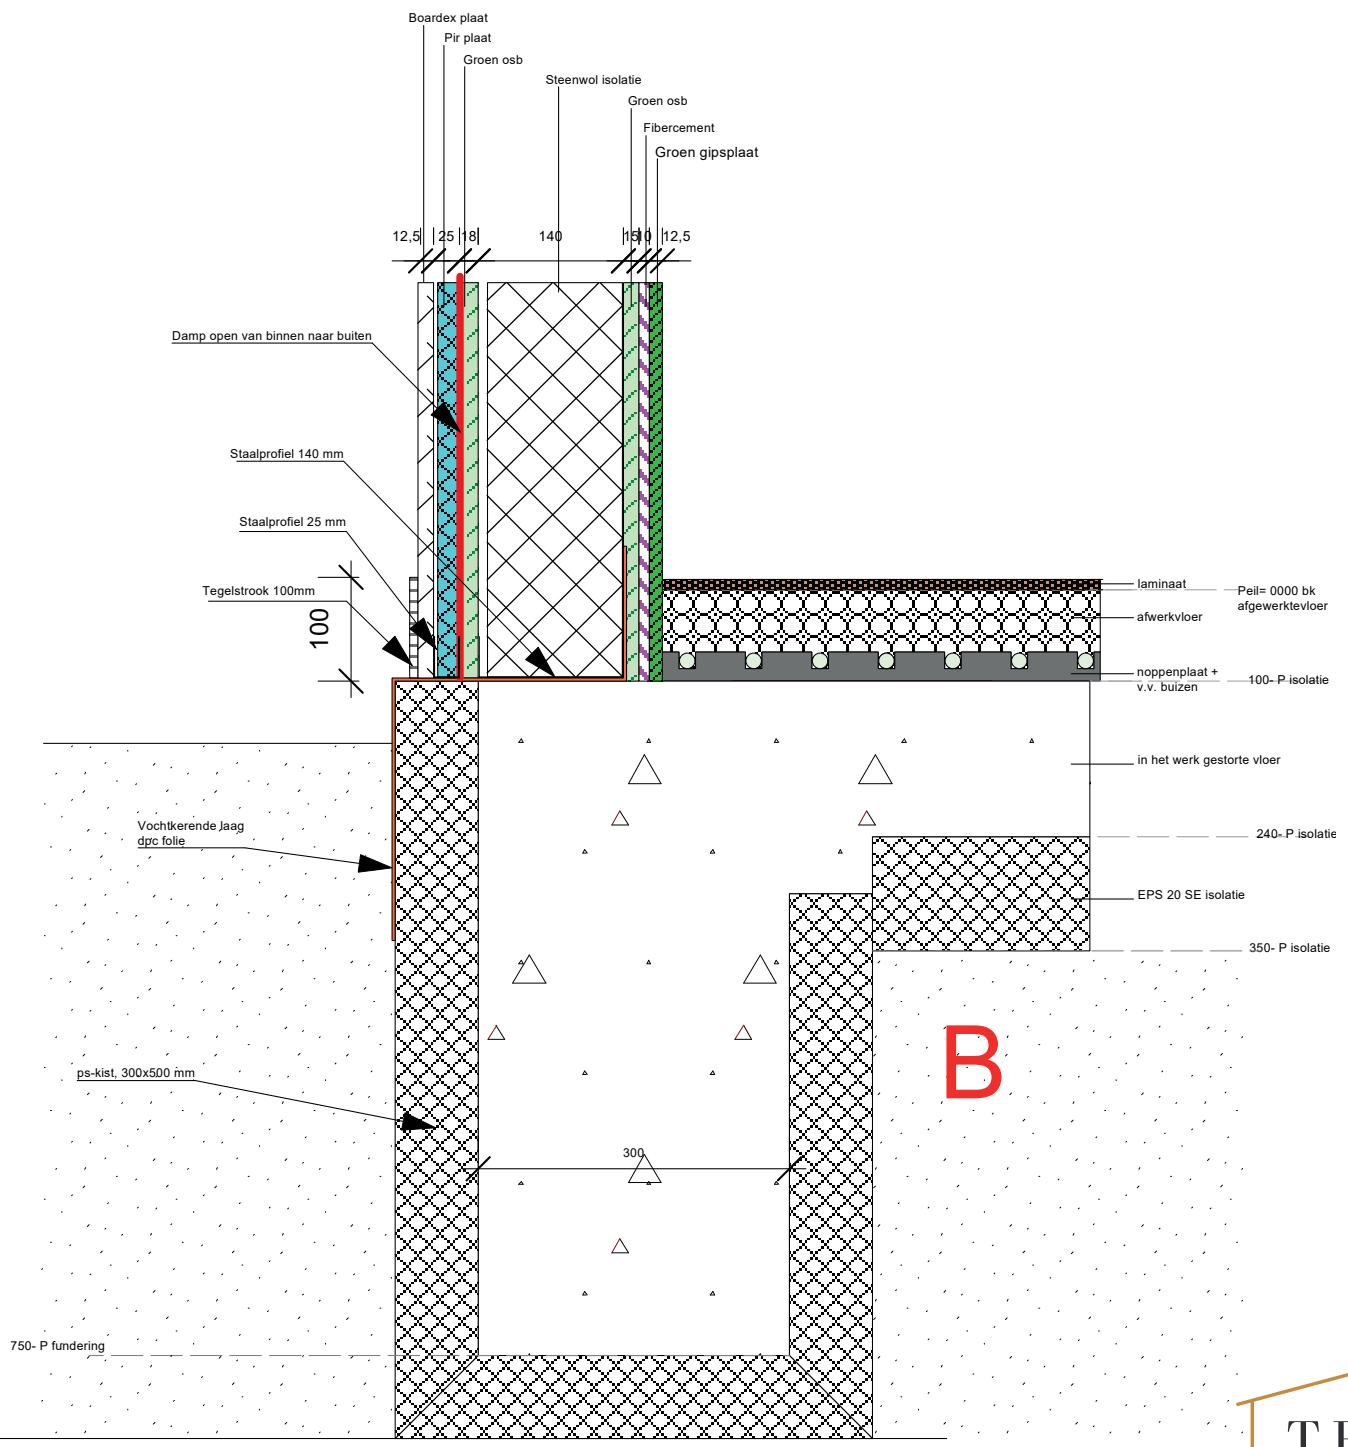 Boardex plaat
Pir plaat
Groen osb
Steenwol isolatie
Groen osb
Fibercement
Groen gipsplaat
12,5 25 18 140 15 10 12,5
Damp open van binnen naar buiten
Staalprofiel 140 mm
Staalprofiel 25 mm
Tegelstrook 100mm
100
laminaat
Peil= 0000 bk
afgewerktevloer
afwerkvloer
noppenplaat +
v.v. buizen
100- P isolatie
in het werk gestorte vloer
Vochtkerende laag
dpc folie
240- P isolatie
EPS 20 SE isolatie
350- P isolatie
B
ps-kist, 300x500 mm
300
750- P fundering